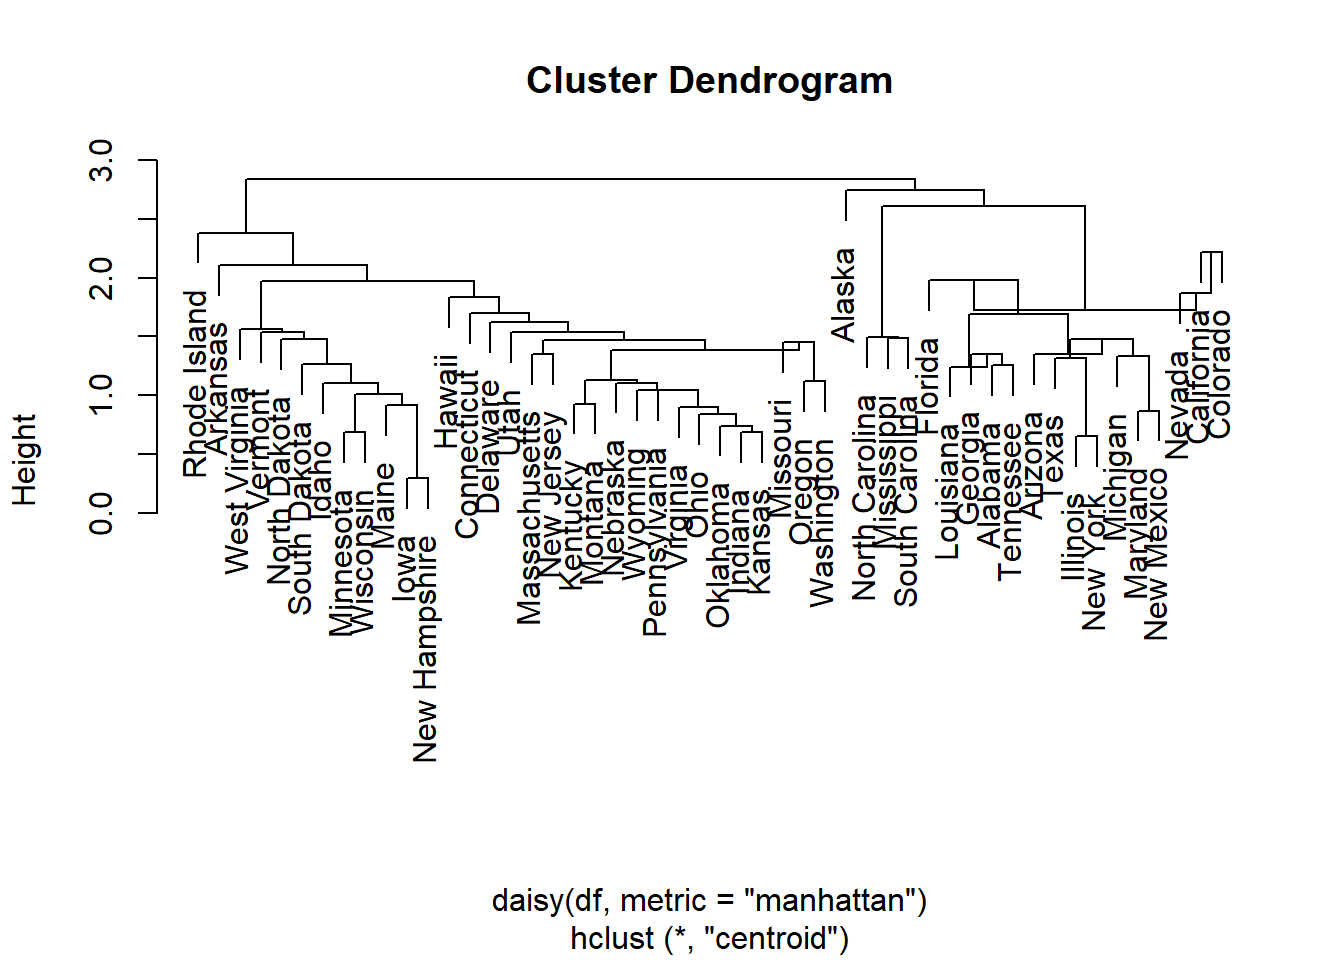 Cluster Dendrogram
Height
3.0
2.0
1.0
0.0
Rhode Island
Arkansas
West Virginia
Vermont
North Dakota
South Dakota
Idaho
Minnesota
Wisconsin
Maine
Iowa
New Hampshire
Hawaii
Connecticut
Delaware
Utah
Massachusetts
New Jersey
Kentucky
Montana
Nebraska
Wyoming
Pennsylvania
Virginia
Ohio
Oklahoma
Indiana
Kansas
Missouri
Oregon
Washington
Alaska
North Carolina
Mississippi
South Carolina
Florida
Louisiana
Georgia
Alabama
Tennessee
Arizona
Texas
Illinois
New York
Michigan
Maryland
New Mexico
Nevada
California
Colorado
daisy(df, metric = "manhattan")
hclust (*, "centroid")